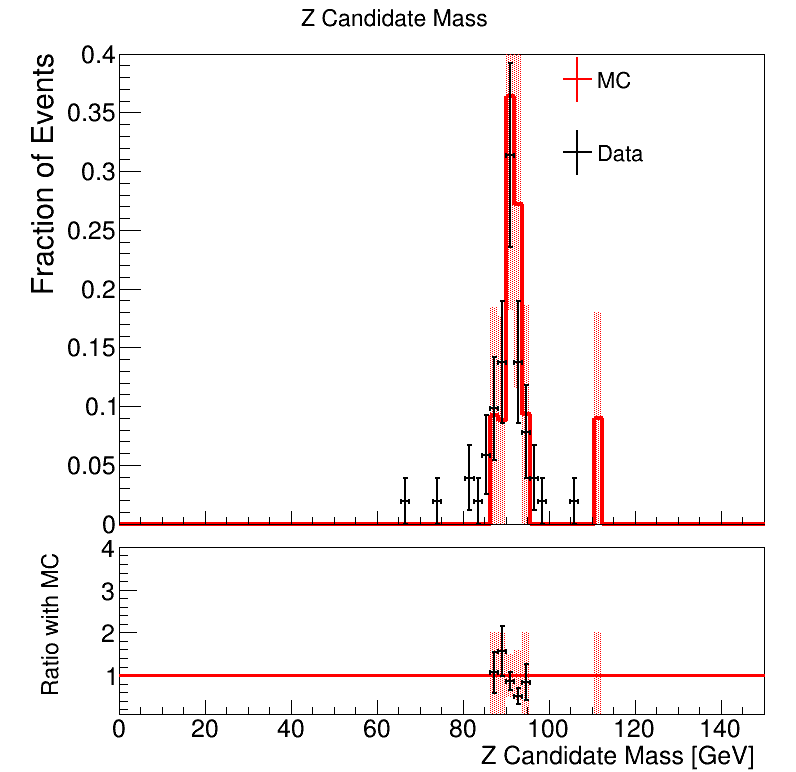 Z Candidate Mass
Fraction of Events
0.4
0.35
0.3
0.25
0.2
0.15
0.1
0.05
0
MC
Data
Ratio with MC
4
3
2
1
0 20 40 60 80 100 120 140
Z Candidate Mass [GeV]